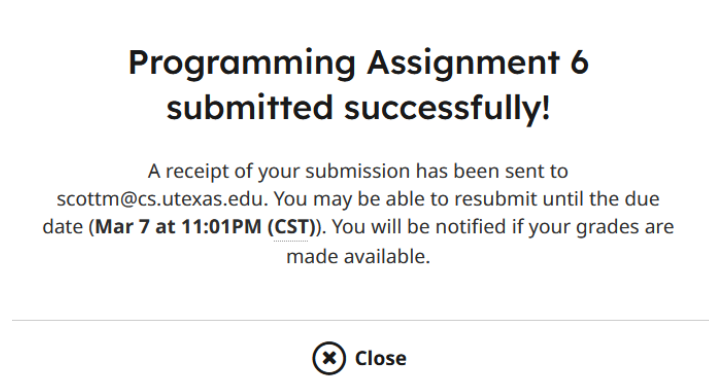 Programming Assignment 6
submitted successfully!
A receipt of your submission has been sent to
scottm@cs.utexas.edu. You may be able to resubmit until the due
date (Mar 7 at 11:01PM (CST)). You will be notified if your grades are
made available.
Close